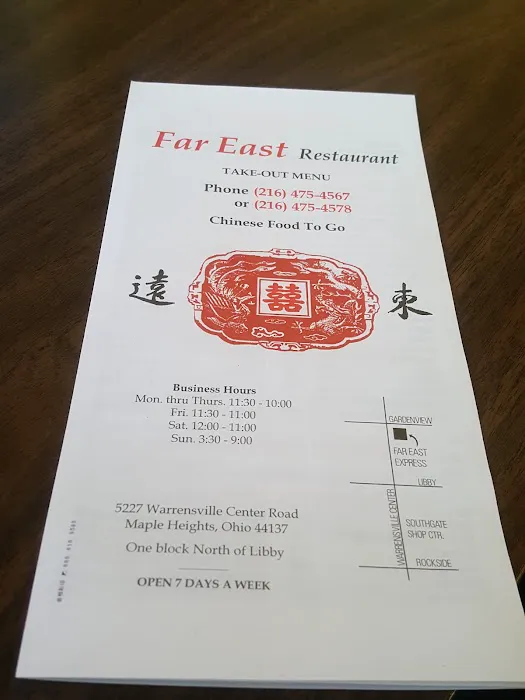 Far East Restaurant
TAKE-OUT MENU
Phone (216) 475-4567
or (216) 475-4578
Chinese Food To Go
遠 囍 東
Business Hours
Mon. thru Thurs. 11:30 - 10:00
Fri. 11:30 - 11:00
Sat. 12:00 - 11:00
Sun. 3:30 - 9:00
GARDENVIEW
FAR EAST
EXPRESS
LIBBY
WARRENSVILLE CENTER
SOUTHGATE
SHOP CTR.
ROCKSIDE
5227 Warrensville Center Road
Maple Heights, Ohio 44137
One block North of Libby
OPEN 7 DAYS A WEEK